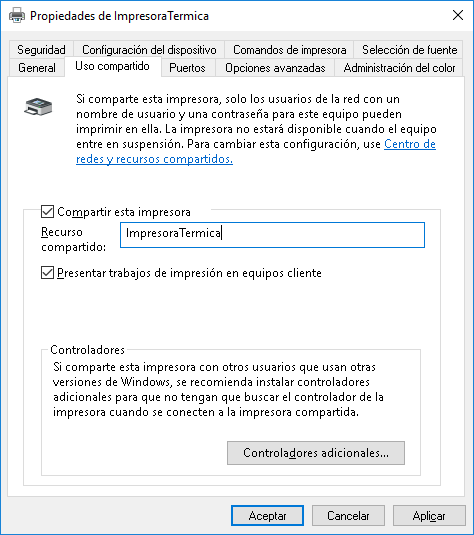 Propiedades de ImpresoraTermica
Seguridad Configuración del dispositivo Comandos de impresora Selección de fuente
General Uso compartido Puertos Opciones avanzadas Administración del color
Si comparte esta impresora, solo los usuarios de la red con un
nombre de usuario y una contraseña para este equipo pueden
imprimir en ella. La impresora no estará disponible cuando el equipo
entre en suspensión. Para cambiar esta configuración, use Centro de
redes y recursos compartidos.
Compartir esta impresora
Recurso
compartido:
ImpresoraTermica
Presentar trabajos de impresión en equipos cliente
Controladores
Si comparte esta impresora con otros usuarios que usan otras
versiones de Windows, se recomienda instalar controladores
adicionales para que no tengan que buscar el controlador de la
impresora cuando se conecten a la impresora compartida.
Controladores adicionales...
Aceptar Cancelar Aplicar